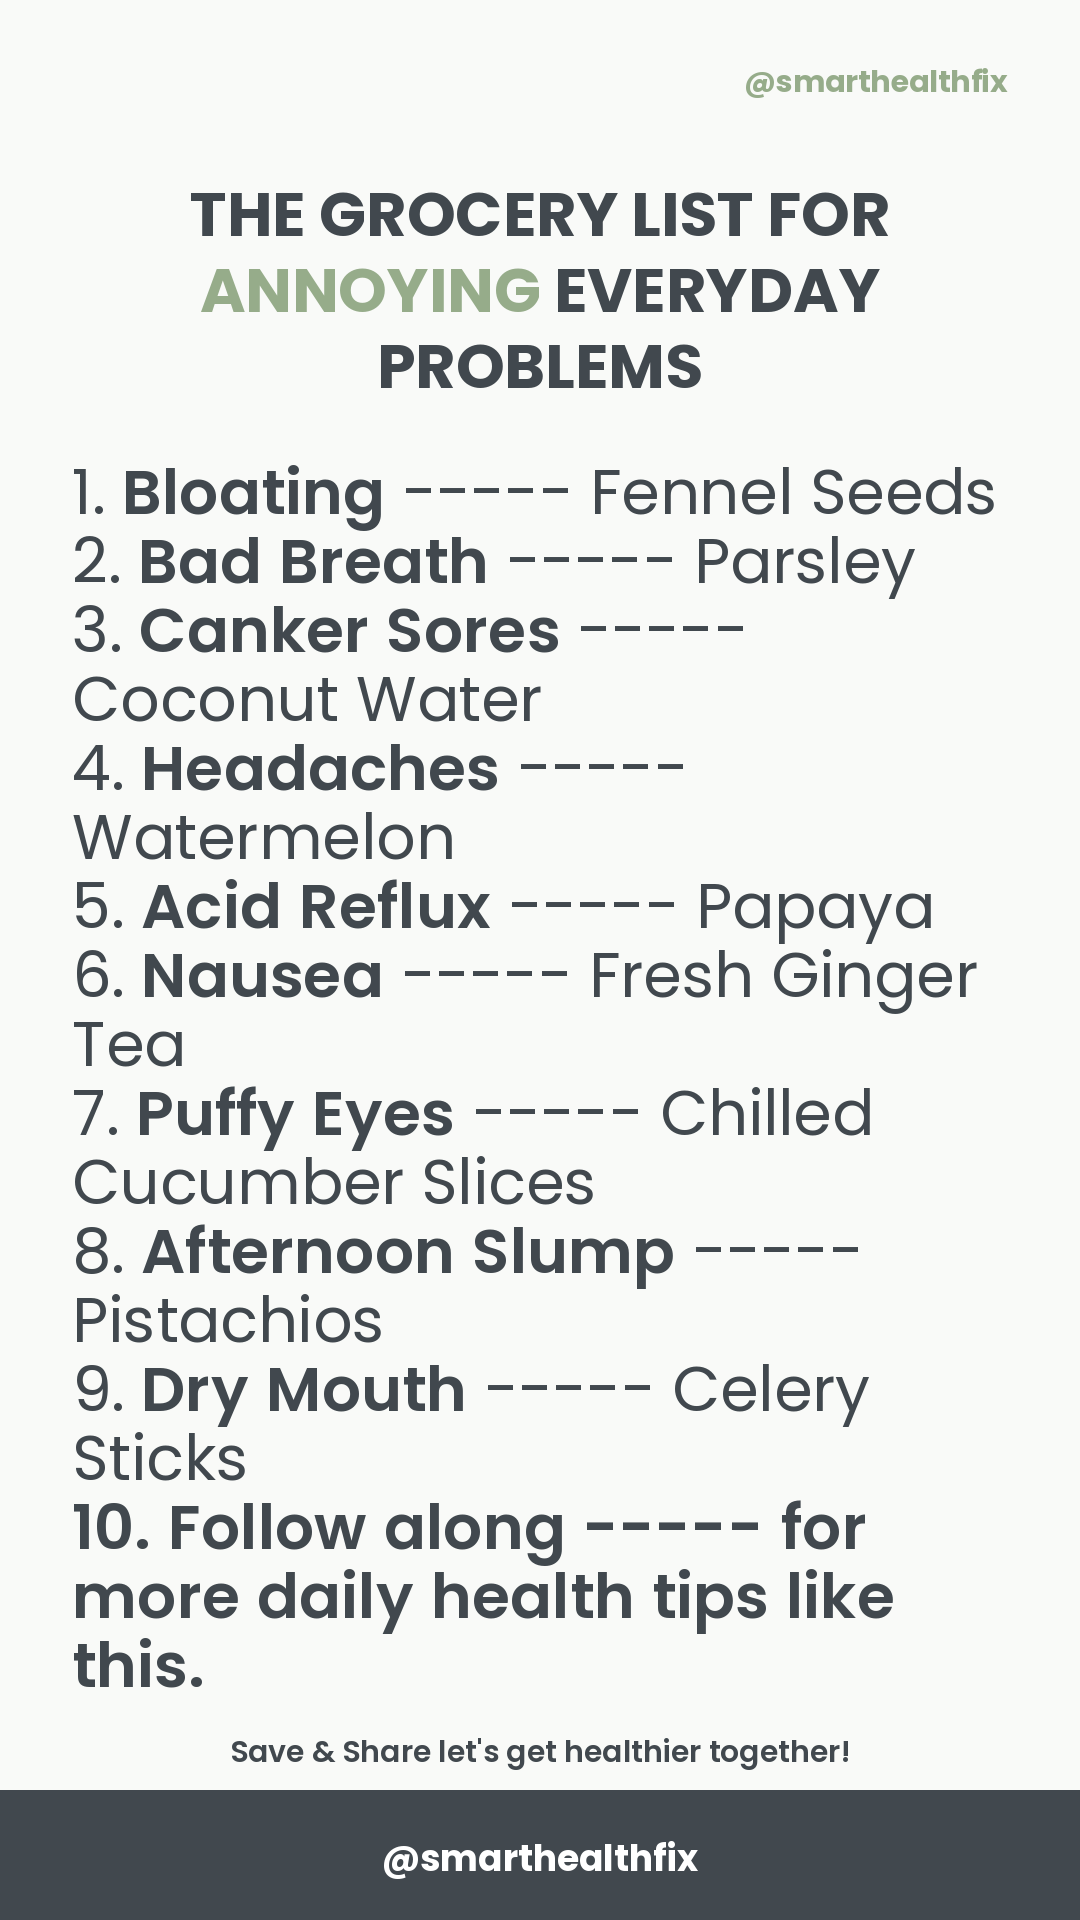 @smarthealthfix
THE GROCERY LIST FOR
ANNOYING EVERYDAY
PROBLEMS
1. Bloating ----- Fennel Seeds
2. Bad Breath ----- Parsley
3. Canker Sores -----
Coconut Water
4. Headaches -----
Watermelon
5. Acid Reflux ----- Papaya
6. Nausea ----- Fresh Ginger
Tea
7. Puffy Eyes ----- Chilled
Cucumber Slices
8. Afternoon Slump -----
Pistachios
9. Dry Mouth ----- Celery
Sticks
10. Follow along ----- for
more daily health tips like
this.
Save & Share let's get healthier together!
@smarthealthfix